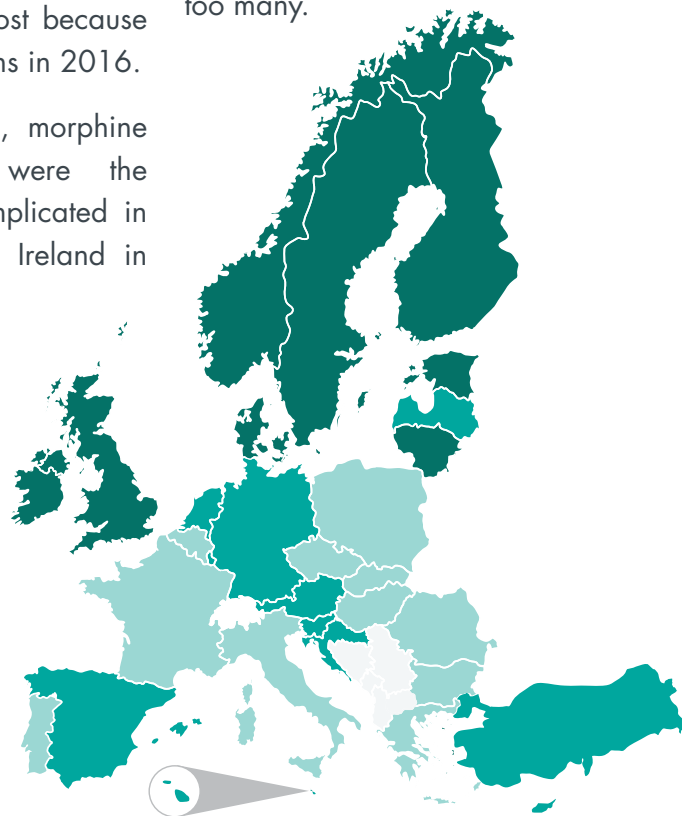 ost because
ns in 2016.
, morphine
were the
nplicated in
Ireland in
too many.